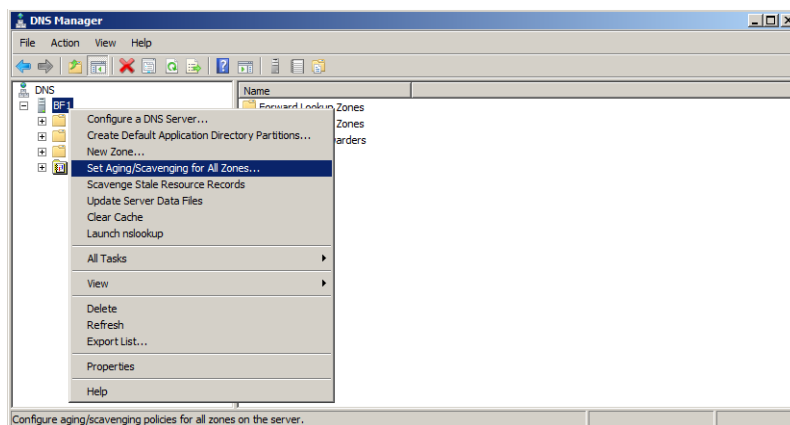 DNS Manager
File Action View Help
DNS
Name
BF1
Forward Lookup Zones
Zones
Configure a DNS Server...
Create Default Application Directory Partitions...
New Zone...
Set Aging/Scavenging for All Zones...
Scavenge Stale Resource Records
Update Server Data Files
Clear Cache
Launch nslookup
All Tasks
View
Delete
Refresh
Export List...
Properties
Help
Configure aging/scavenging policies for all zones on the server.